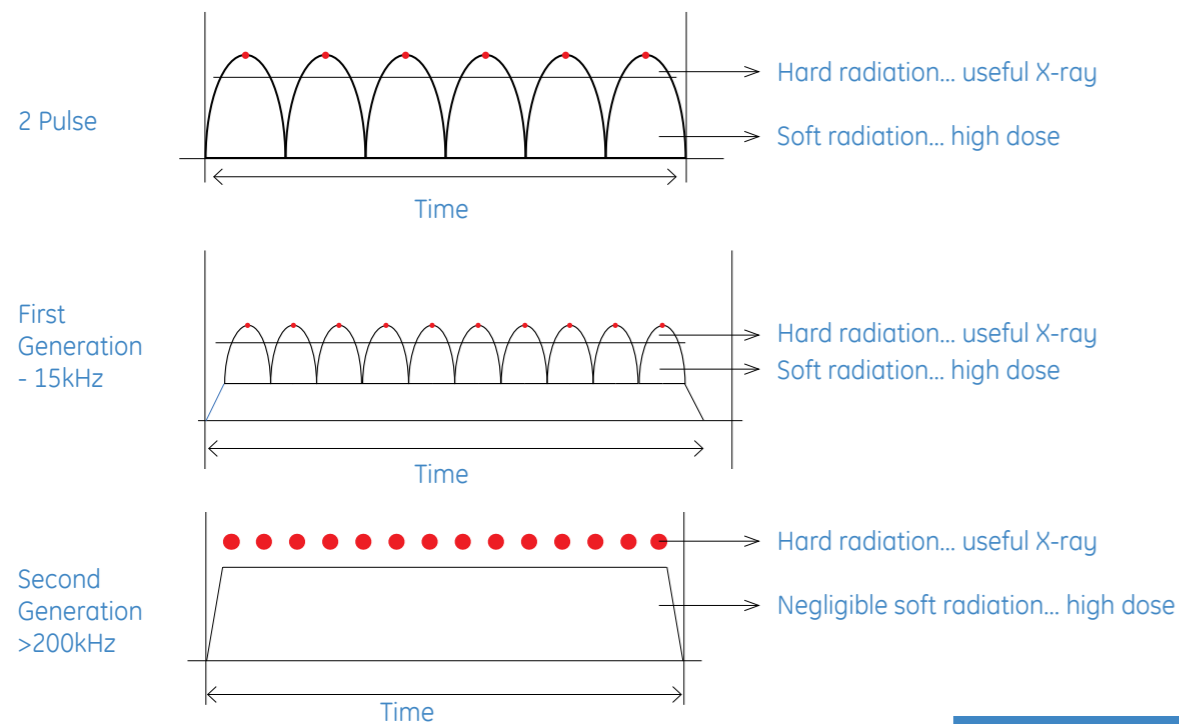 2 Pulse
Hard radiation... useful X-ray
Soft radiation... high dose
Time
First
Generation
- 15kHz
Hard radiation... useful X-ray
Soft radiation... high dose
Time
Second
Generation
>200kHz
Hard radiation... useful X-ray
Negligible soft radiation... high dose
Time